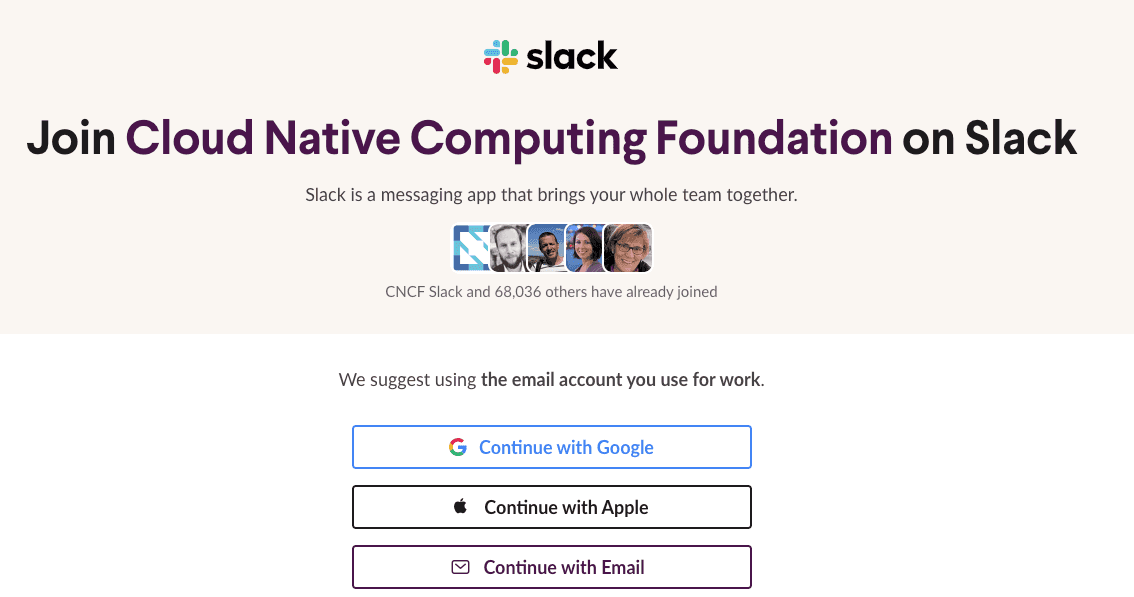 slack
Join Cloud Native Computing Foundation on Slack
Slack is a messaging app that brings your whole team together.
CNCF Slack and 68,036 others have already joined
We suggest using the email account you use for work.
Continue with Google
Continue with Apple
Continue with Email